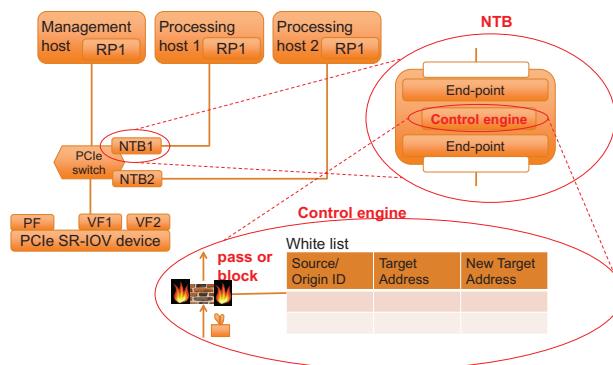 Management
host
RP1
Processing
host 1
RP1
Processing
host 2
RP1
NTB
End-point
Control engine
End-point
NTB1
PCIe
switch
NTB2
PF
VF1
VF2
PCIe SR-IOV device
Control engine
pass or
block
White list
Source/
Origin ID
Target
Address
New Target
Address